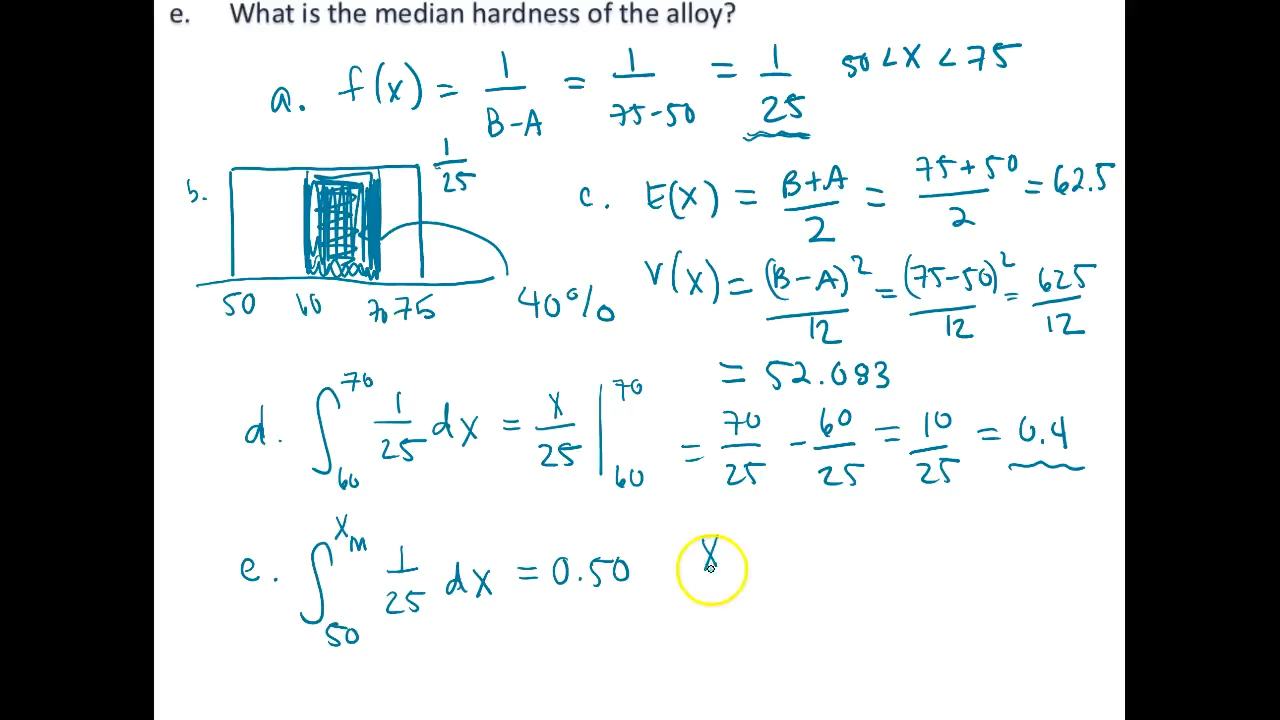 e. What is the median hardness of the alloy?
a. f(x) = 1/(B-A) = 1/(75-50) = 1/25 50 < x < 75
b. 1/25
50 60 70 75 40%
c. E(x) = (B+A)/2 = (75+50)/2 = 62.5
V(x) = (B-A)²/12 = (75-50)²/12 = 625/12
= 52.083
d. ∫₆₀⁷⁰ 1/25 dx = x/25 |₆₀⁷⁰ = 70/25 - 60/25 = 10/25 = 0.4
e. ∫₅₀^(x_m) 1/25 dx = 0.50 x